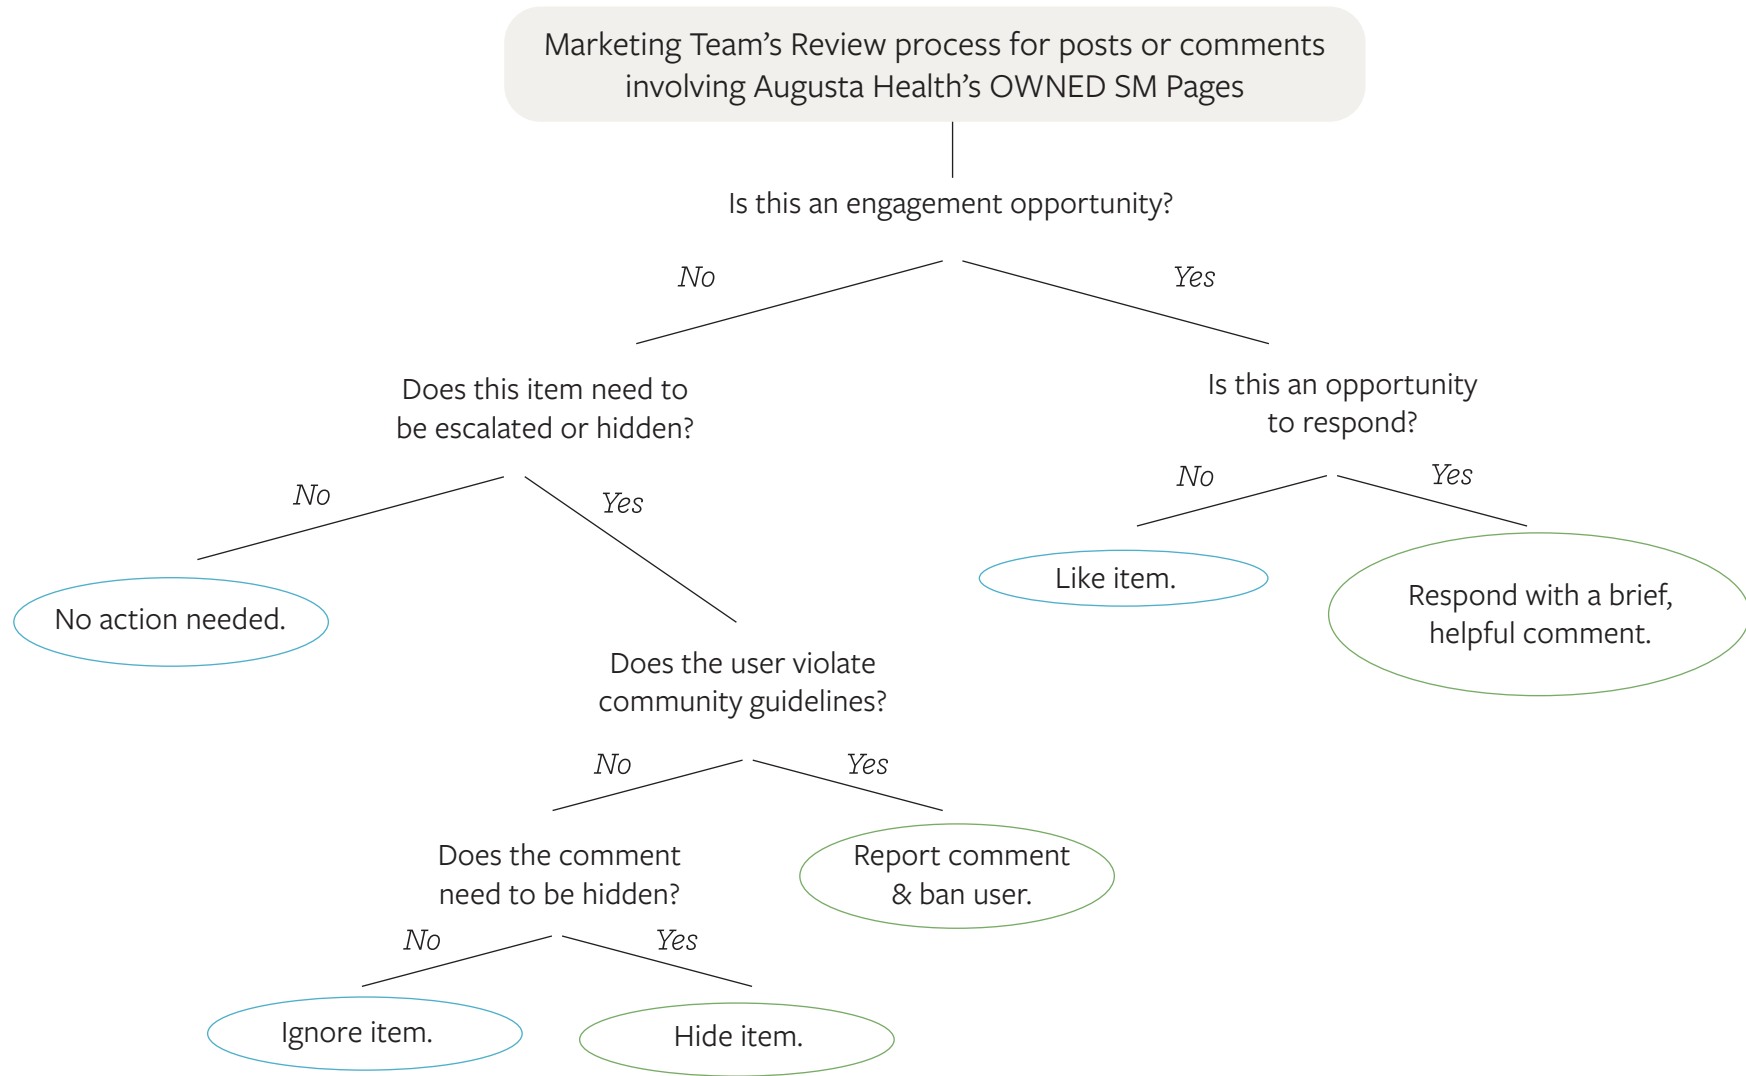 Marketing Team’s Review process for posts or comments
involving Augusta Health’s OWNED SM Pages
Is this an engagement opportunity?
No
Yes
Does this item need to
be escalated or hidden?
Is this an opportunity
to respond?
No
Yes
No
Yes
No action needed.
Like item.
Respond with a brief,
helpful comment.
Does the user violate
community guidelines?
No
Yes
Does the comment
need to be hidden?
Report comment
& ban user.
No
Yes
Ignore item.
Hide item.